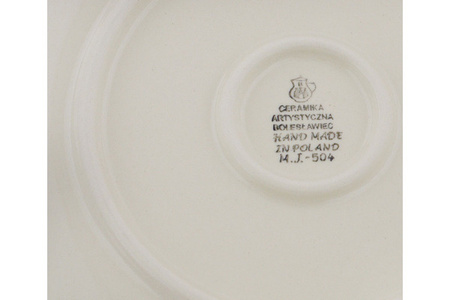 CERAMIKA
ARTYSTYCZNA
BOLESŁAWIEC
HAND MADE
IN POLAND
M.J.-504